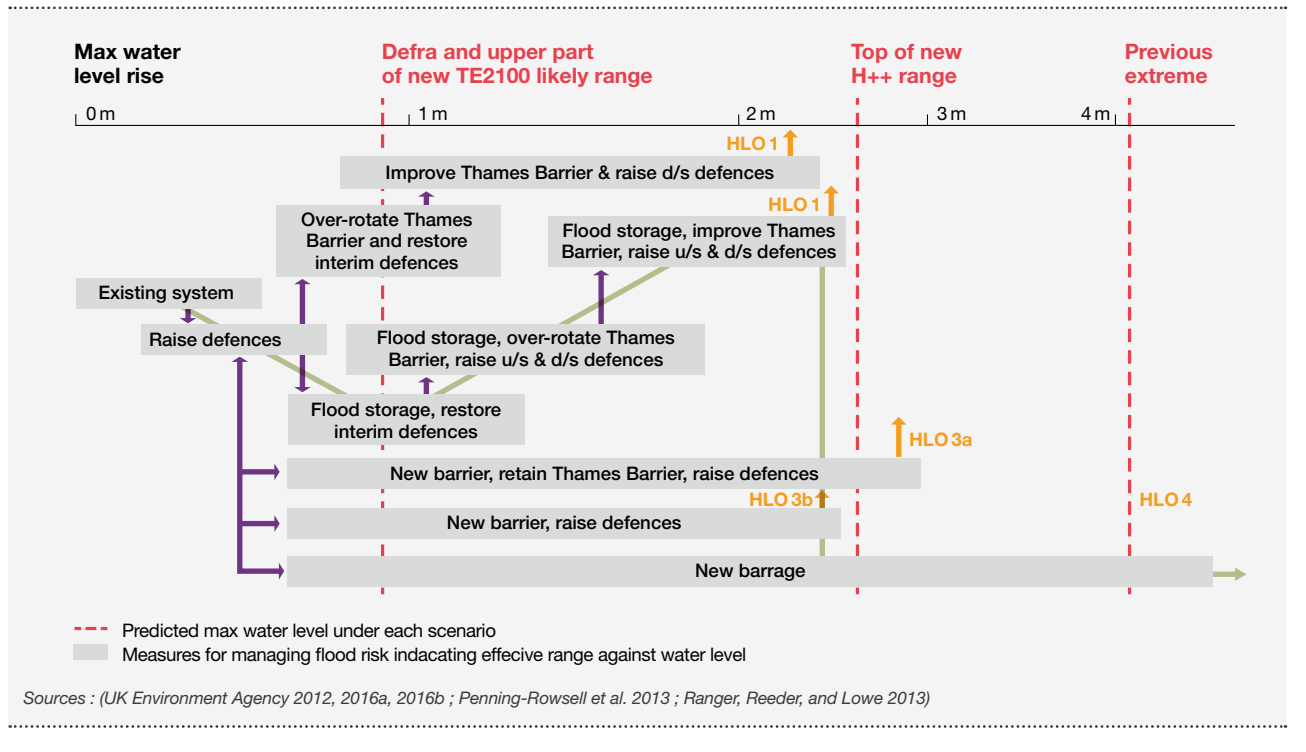 Max water
level rise
Defra and upper part
of new TE2100 likely range
Top of new
H++ range
Previous
extreme
0 m
1 m
2 m
3 m
4 m
HLO 1
Improve Thames Barrier & raise d/s defences
HLO 1
Over-rotate Thames
Barrier and restore
interim defences
Flood storage, improve Thames
Barrier, raise u/s & d/s defences
Existing system
Raise defences
Flood storage, over-rotate Thames
Barrier, raise u/s & d/s defences
Flood storage, restore
interim defences
HLO 3a
New barrier, retain Thames Barrier, raise defences
HLO 3b
HLO 4
New barrier, raise defences
New barrage
Predicted max water level under each scenario
Measures for managing flood risk indacating effecive range against water level
Sources : (UK Environment Agency 2012, 2016a, 2016b ; Penning-Rowsell et al. 2013 ; Ranger, Reeder, and Lowe 2013)